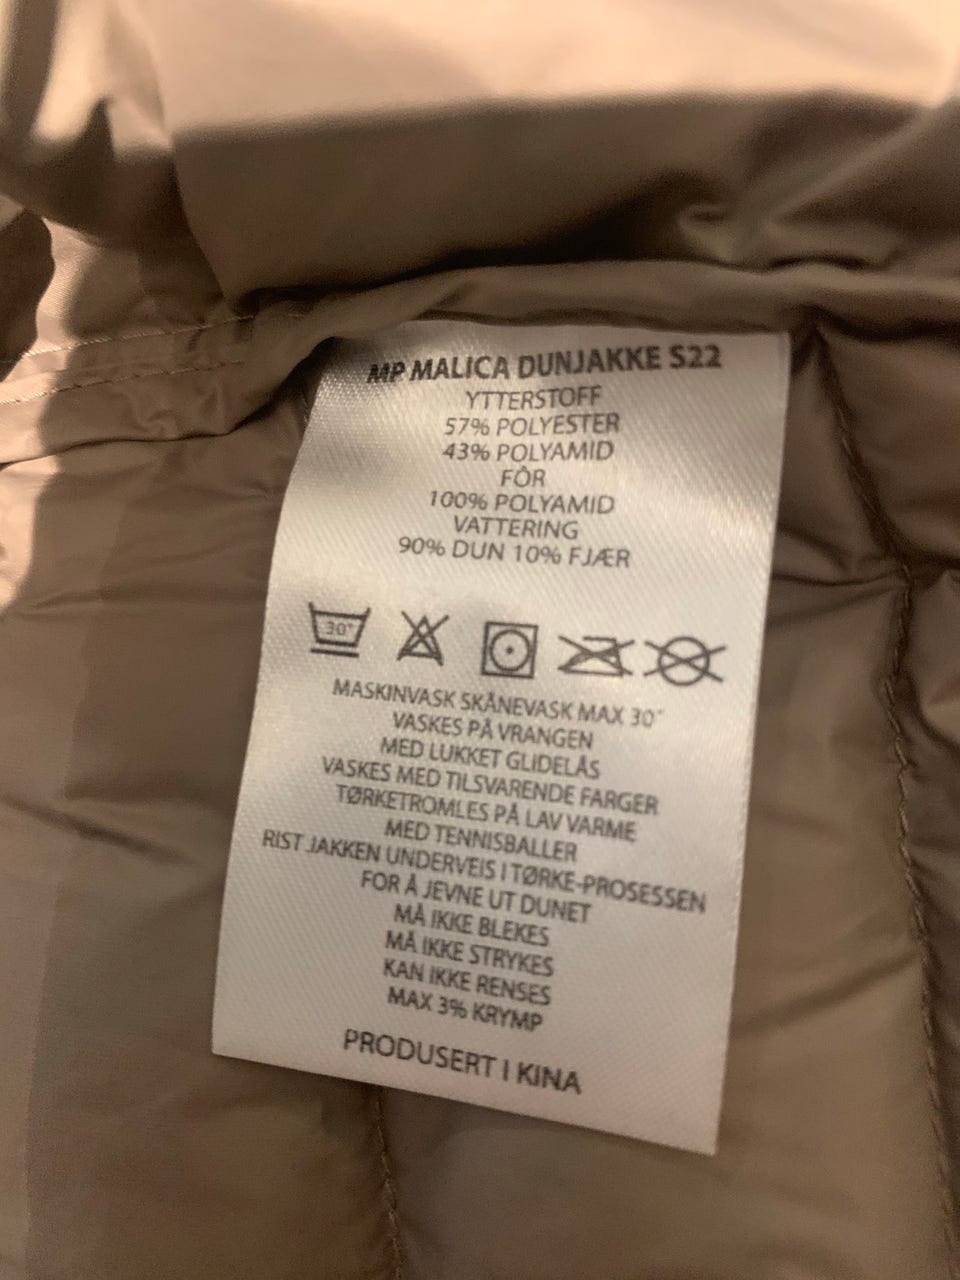 MP MALICA DUNJAKKE S22
YTTERSTOFF
57% POLYESTER
43% POLYAMID
FÔR
100% POLYAMID
VATTERING
90% DUN 10% FJÆR
30°
MASKINVASK SKÅNEVASK MAX 30°
VASKES PÅ VRANGEN
MED LUKKET GLIDELÅS
VASKES MED TILSVARENDE FARGER
TØRKETROMLES PÅ LAV VARME
MED TENNISBALLER
RIST JAKKEN UNDERVEIS I TØRKE-PROSESSEN
FOR Å JEVNE UT DUNET
MÅ IKKE BLEKES
MÅ IKKE STRYKES
KAN IKKE RENSES
MAX 3% KRYMP
PRODUSERT I KINA